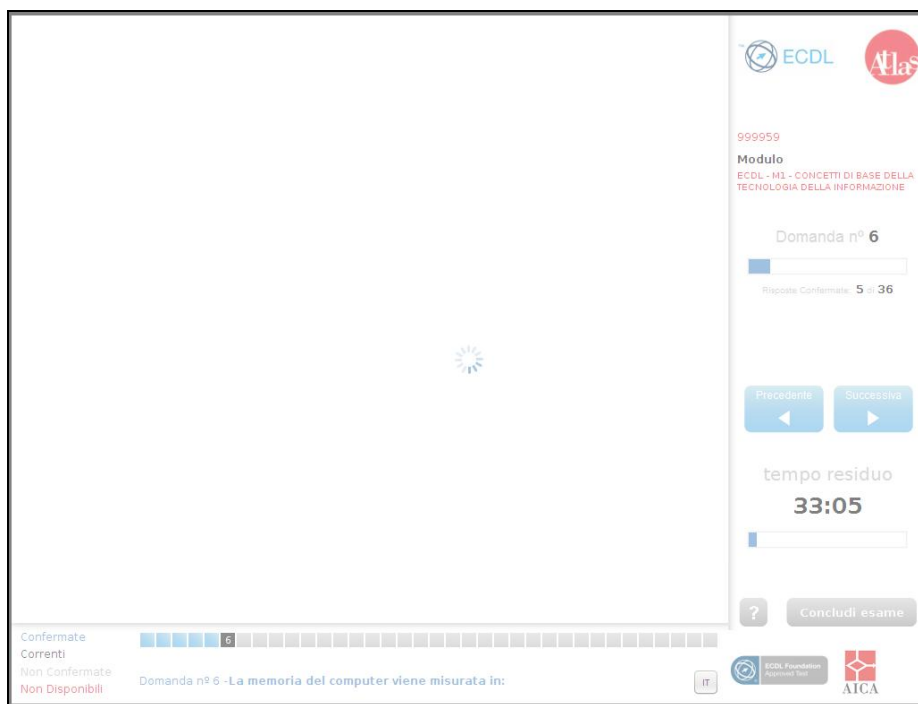 ECDL
Atlas
999959
Modulo
ECDL - M1 - CONCETTI DI BASE DELLA
TECNOLOGIA DELLA INFORMAZIONE
Domanda nº 6
Risposte Confermate: 5 di 36
Precedente
Successiva
tempo residuo
33:05
?
Concludi esame
Confermate
Correnti
Non Confermate
Non Disponibili
6
Domanda nº 6 -La memoria del computer viene misurata in:
IT
ECDL Foundation
Approved Test
AICA